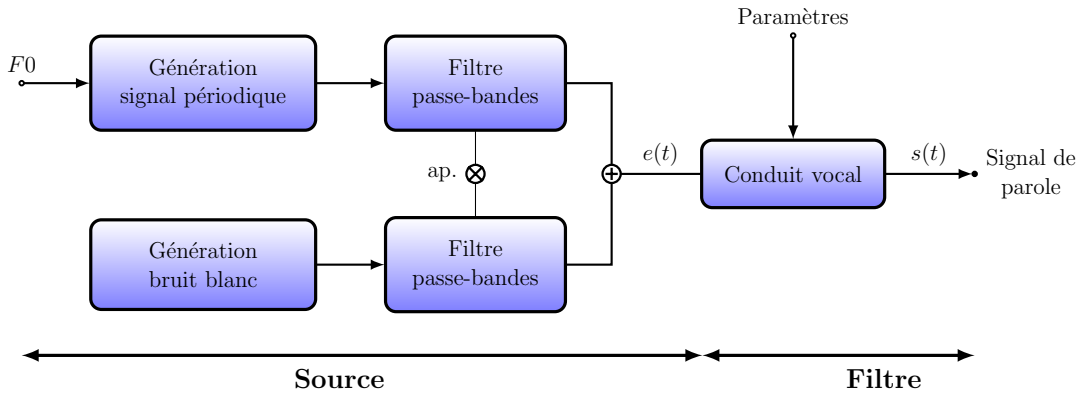 Paramètres
F0
Génération
signal périodique
Filtre
passe-bandes
ap.
e(t)
Conduit vocal
s(t)
Signal de
parole
Génération
bruit blanc
Filtre
passe-bandes
Source
Filtre